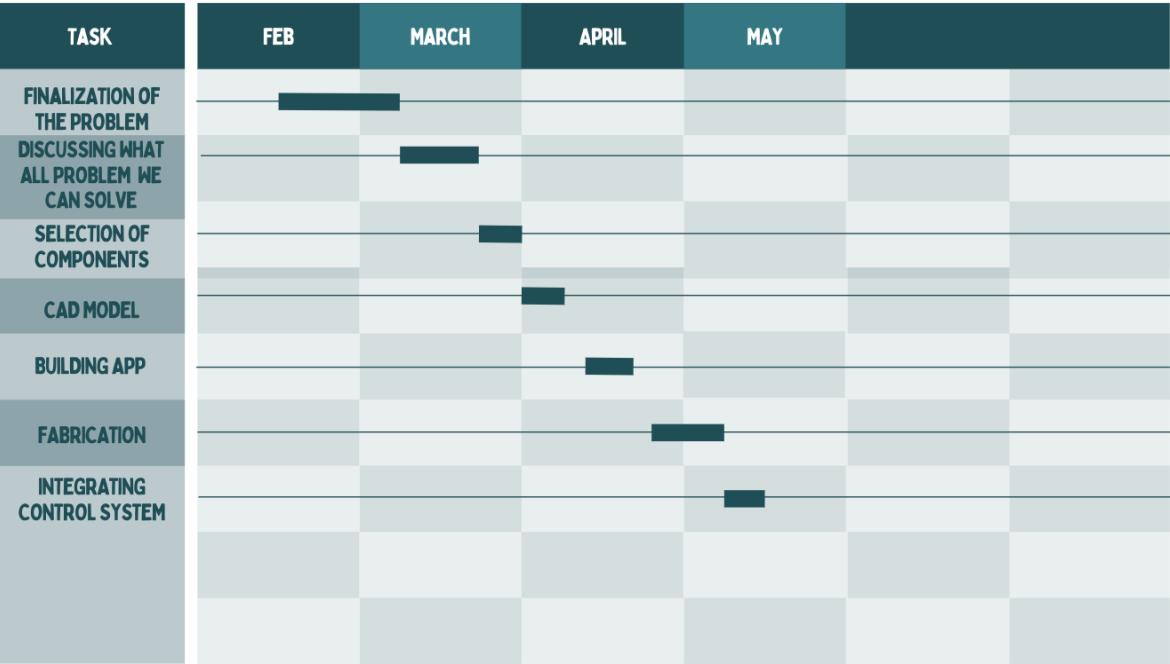 TASK
FEB
MARCH
APRIL
MAY
FINALIZATION OF
THE PROBLEM
DISCUSSING WHAT
ALL PROBLEM WE
CAN SOLVE
SELECTION OF
COMPONENTS
CAD MODEL
BUILDING APP
FABRICATION
INTEGRATING
CONTROL SYSTEM